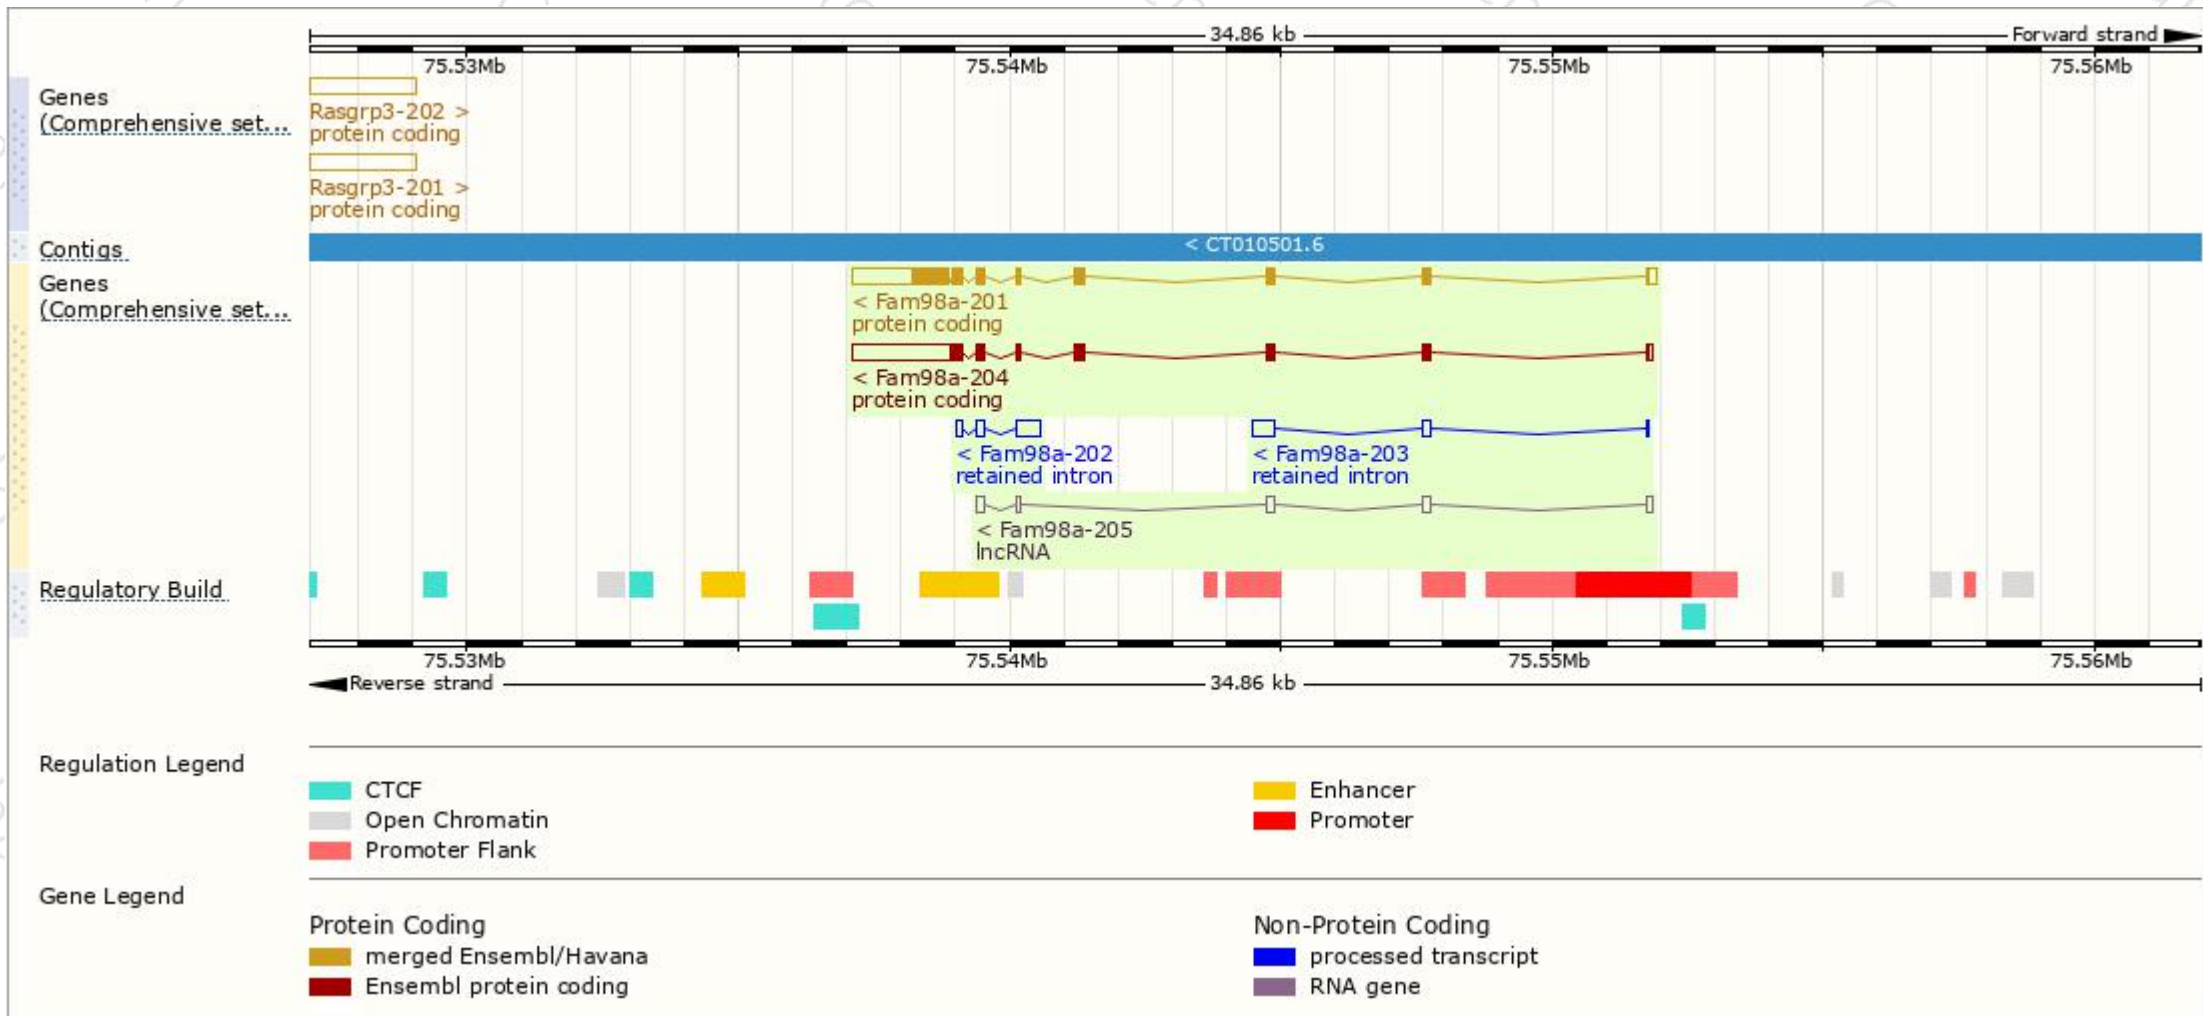 34.86 kb
Forward strand
75.53Mb 75.54Mb 75.55Mb 75.56Mb
Genes
(Comprehensive set...
Rasgrp3-202 >
protein coding
Rasgrp3-201 >
protein coding
Contigs
< CT010501.6
Genes
(Comprehensive set...
< Fam98a-201
protein coding
< Fam98a-204
protein coding
< Fam98a-202 < Fam98a-203
retained intron retained intron
< Fam98a-205
lncRNA
Regulatory Build
75.53Mb 75.54Mb 75.55Mb 75.56Mb
Reverse strand
34.86 kb
Regulation Legend
CTCF Enhancer
Open Chromatin Promoter
Promoter Flank
Gene Legend
Protein Coding Non-Protein Coding
merged Ensembl/Havana processed transcript
Ensembl protein coding RNA gene